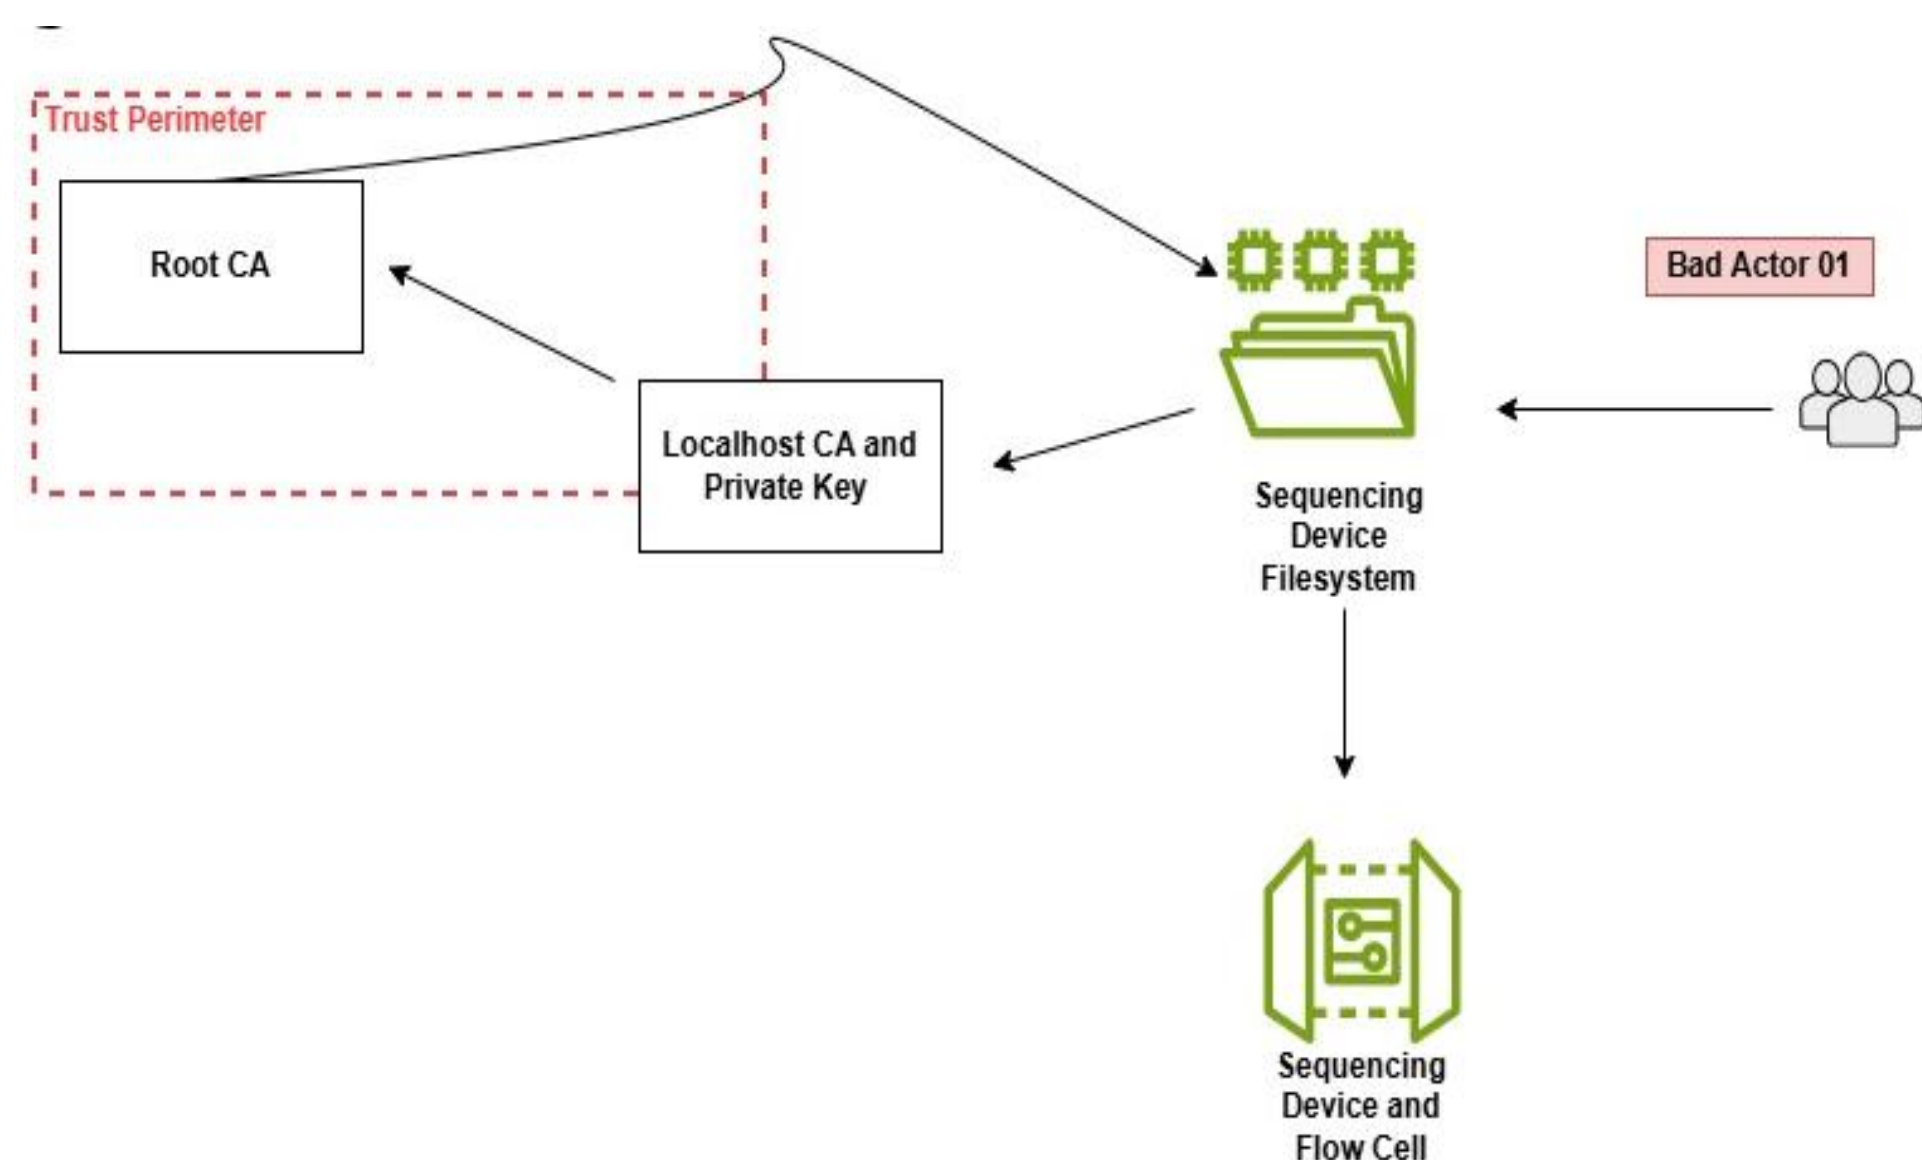 Trust Perimeter
Root CA
Bad Actor 01
Localhost CA and
Private Key
Sequencing
Device
Filesystem
Sequencing
Device and
Flow Cell